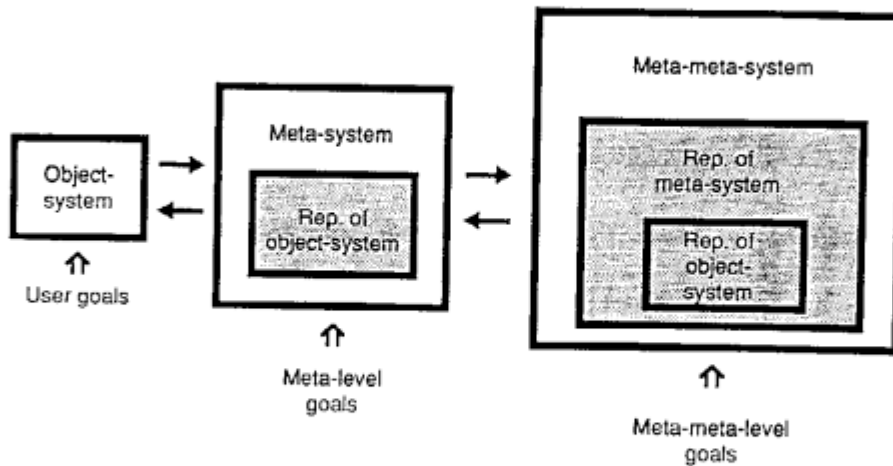 Object-
system
User goals
Meta-system
Rep. of
object-system
Meta-level
goals
Meta-meta-system
Rep. of
meta-system
Rep. of
object-
system
Meta-meta-level
goals